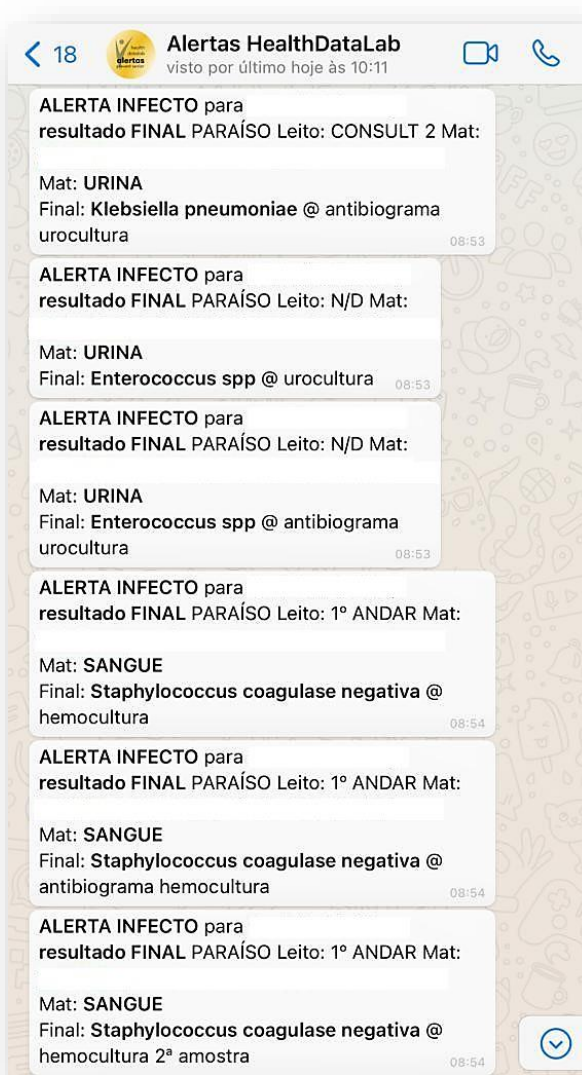 18
health
datalab
alertas
Alertas HealthDataLab
visto por último hoje às 10:11
ALERTA INFECTO para
resultado FINAL PARAÍSO Leito: CONSULT 2 Mat:
Mat: URINA
Final: Klebsiella pneumoniae @ antibiograma
urocultura
08:53
ALERTA INFECTO para
resultado FINAL PARAÍSO Leito: N/D Mat:
Mat: URINA
Final: Enterococcus spp @ urocultura 08:53
ALERTA INFECTO para
resultado FINAL PARAÍSO Leito: N/D Mat:
Mat: URINA
Final: Enterococcus spp @ antibiograma
urocultura
08:53
ALERTA INFECTO para
resultado FINAL PARAÍSO Leito: 1º ANDAR Mat:
Mat: SANGUE
Final: Staphylococcus coagulase negativa @
hemocultura
08:54
ALERTA INFECTO para
resultado FINAL PARAÍSO Leito: 1º ANDAR Mat:
Mat: SANGUE
Final: Staphylococcus coagulase negativa @
antibiograma hemocultura
08:54
ALERTA INFECTO para
resultado FINAL PARAÍSO Leito: 1º ANDAR Mat:
Mat: SANGUE
Final: Staphylococcus coagulase negativa @
hemocultura 2ª amostra
08:54